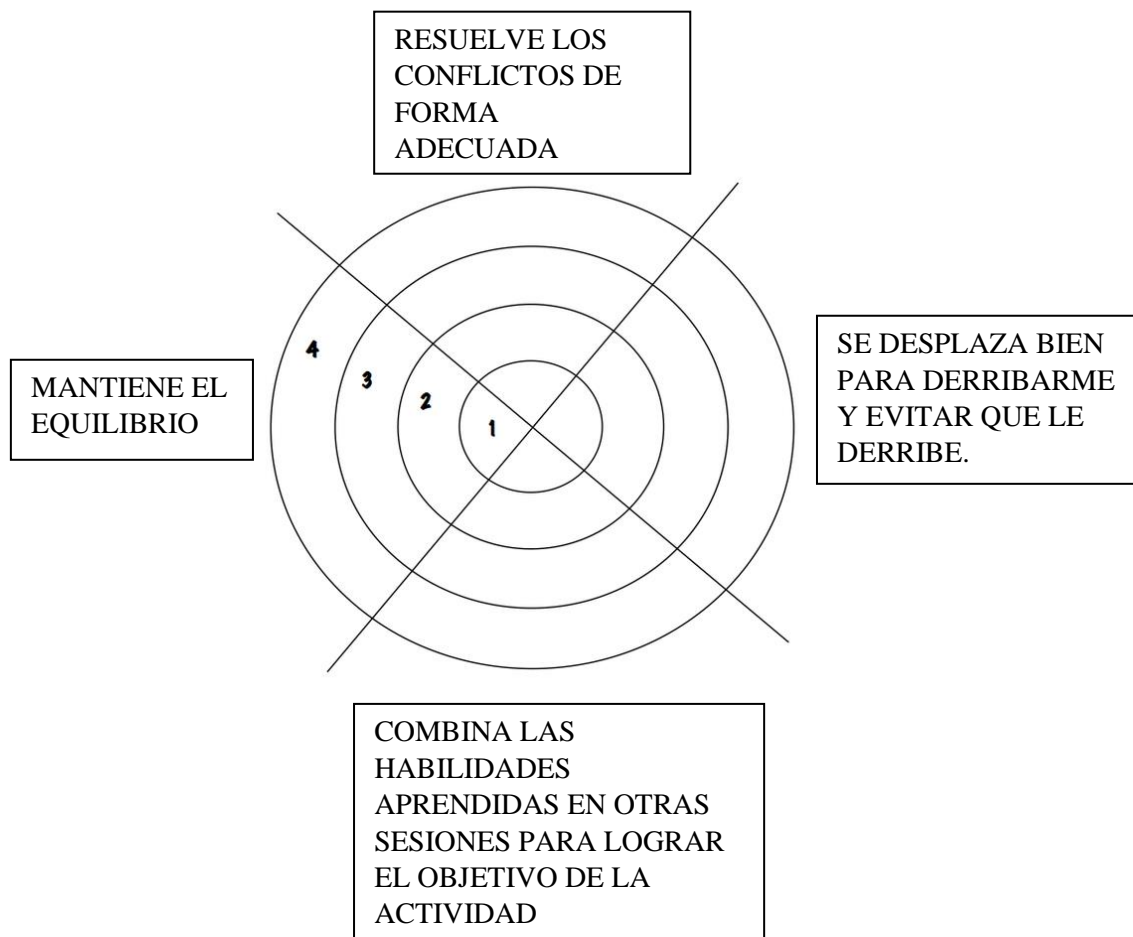 RESUELVE LOS
CONFLICTOS DE
FORMA
ADECUADA
4
3
2
1
MANTIENE EL
EQUILIBRIO
SE DESPLAZA BIEN
PARA DERRIBARME
Y EVITAR QUE LE
DERRIBE.
COMBINA LAS
HABILIDADES
APRENDIDAS EN OTRAS
SESIONES PARA LOGRAR
EL OBJETIVO DE LA
ACTIVIDAD